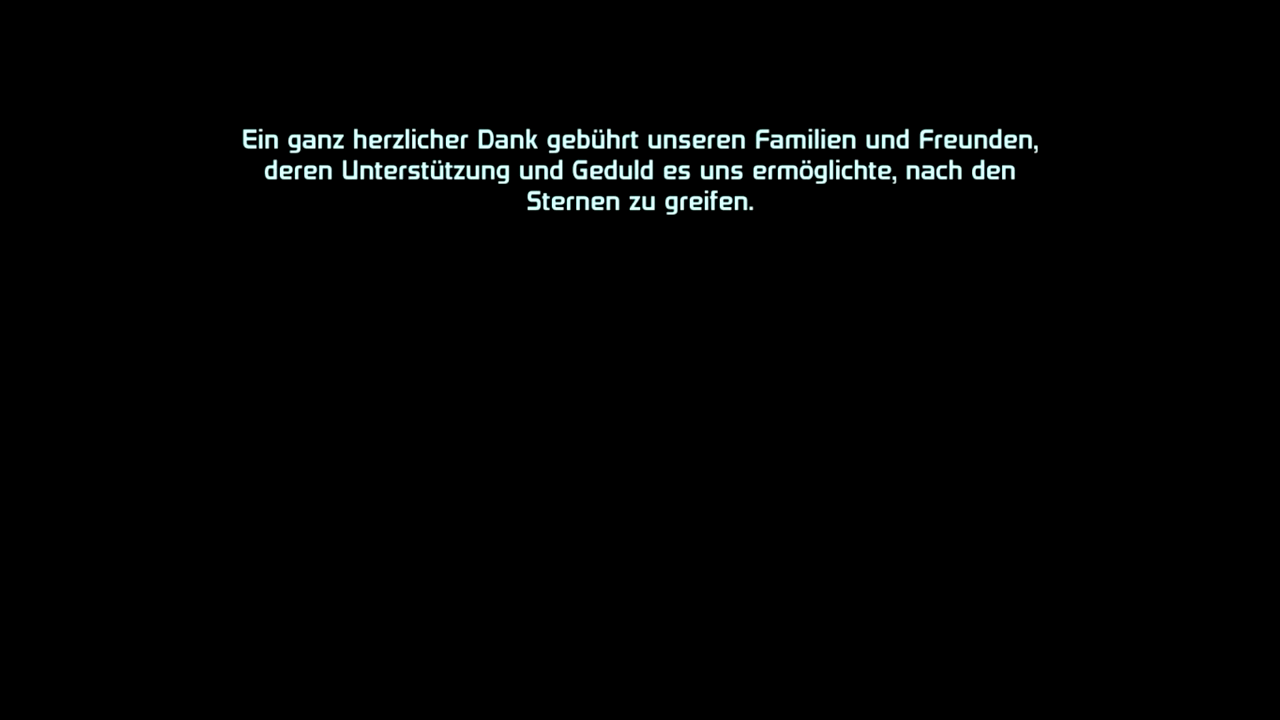 Ein ganz herzlicher Dank gebührt unseren Familien und Freunden,
deren Unterstützung und Geduld es uns ermöglichte, nach den
Sternen zu greifen.